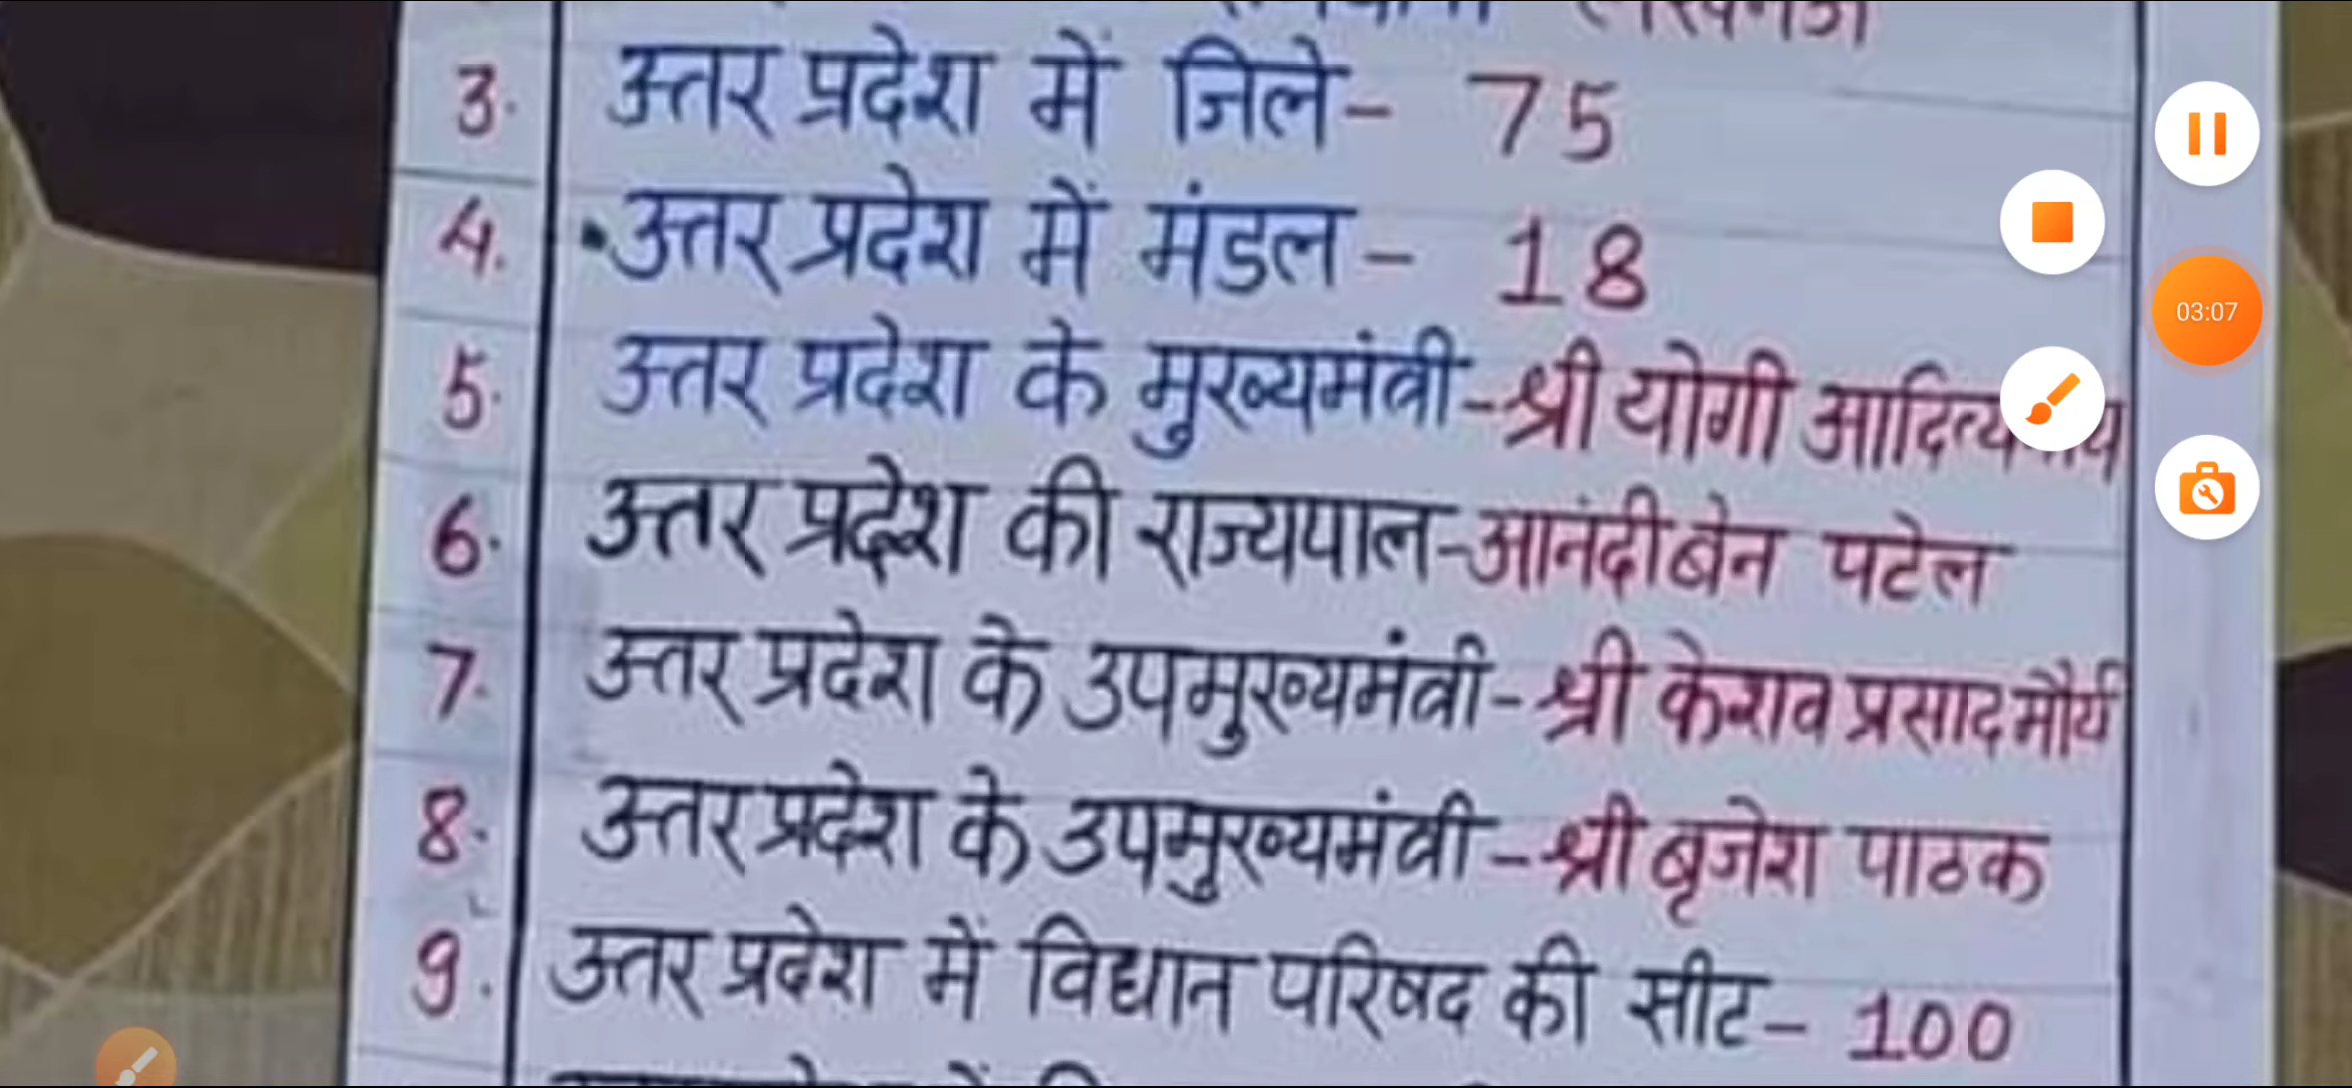 3. उत्तर प्रदेश में जिले- 75
4. उत्तर प्रदेश में मंडल- 18
5. उत्तर प्रदेश के मुख्यमंत्री-श्री योगी
6. उत्तर प्रदेश की राज्यपाल-आनंदीबेन पटेल
7. उत्तर प्रदेश के उपमुख्यमंत्री-श्री केशव प्रसाद मौर्य
8. उत्तर प्रदेश के उपमुख्यमंत्री-श्री बृजेश पाठक
9. उत्तर प्रदेश में विधान परिषद की सीट- 100
03:07